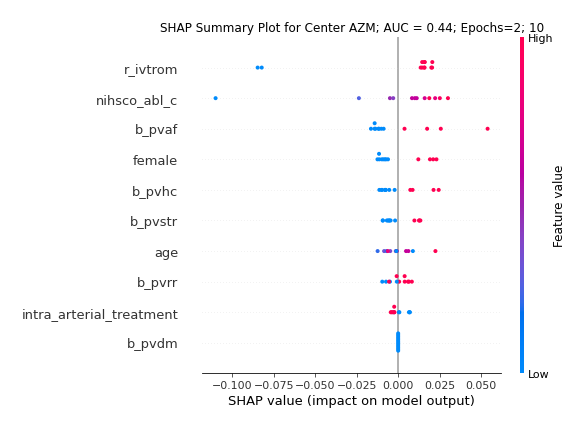 SHAP Summary Plot for Center AZM; AUC = 0.44; Epochs=2; 10
High
r_ivtrom
nihsco_abl_c
b_pvaf
female
b_pvhc
b_pvstr
age
b_pvrr
intra_arterial_treatment
b_pvdm
Feature value
Low
−0.100 −0.075 −0.050 −0.025 0.000 0.025 0.050
SHAP value (impact on model output)